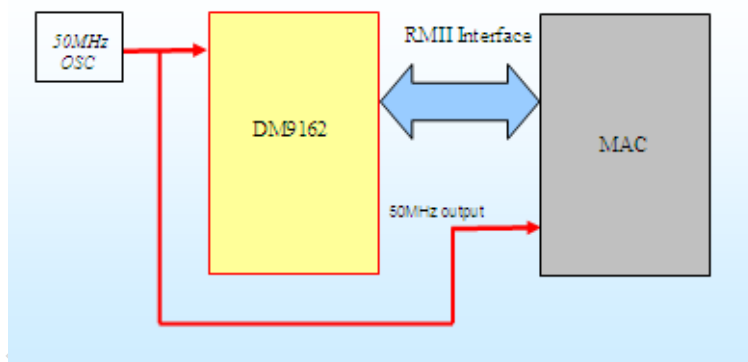 50MHz
OSC
RMII Interface
DM9162
MAC
50MHz output